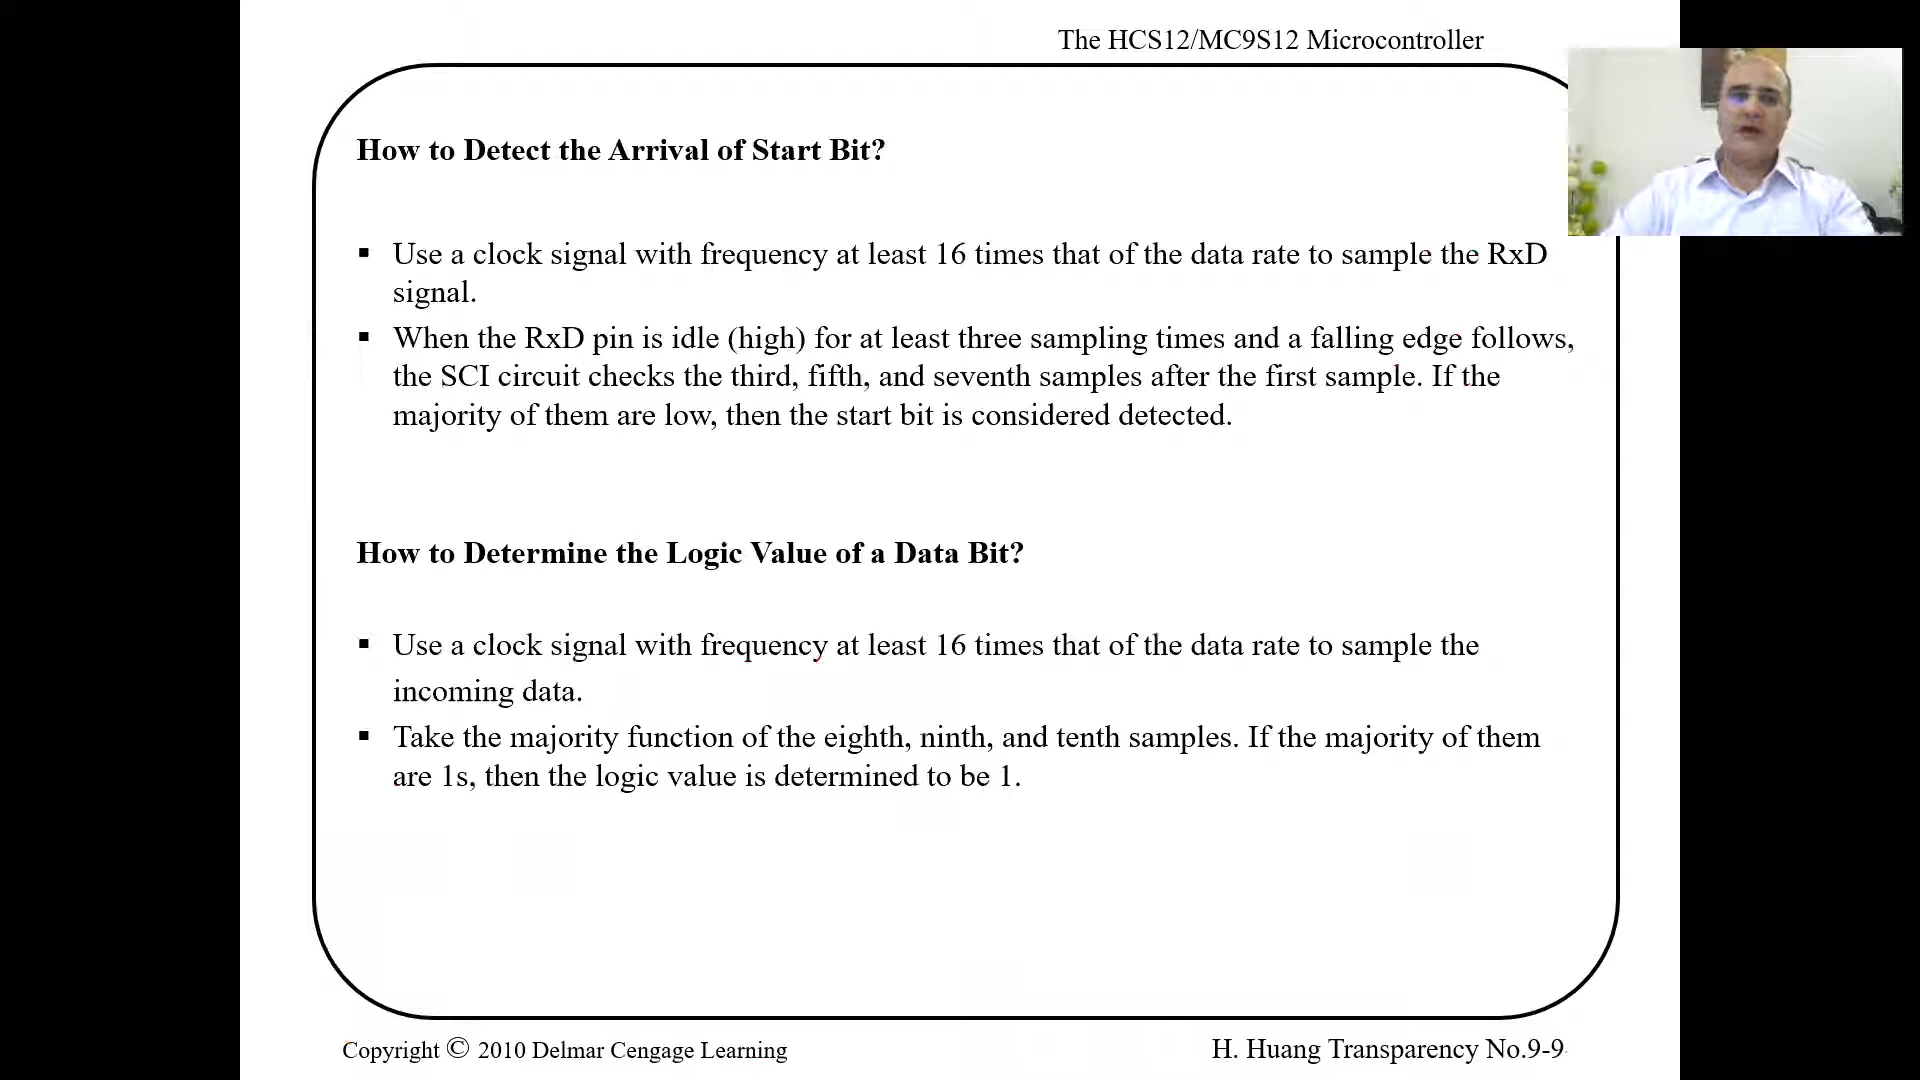 The HCS12/MC9S12 Microcontroller
How to Detect the Arrival of Start Bit?
▪ Use a clock signal with frequency at least 16 times that of the data rate to sample the RxD
signal.
▪ When the RxD pin is idle (high) for at least three sampling times and a falling edge follows,
the SCI circuit checks the third, fifth, and seventh samples after the first sample. If the
majority of them are low, then the start bit is considered detected.
How to Determine the Logic Value of a Data Bit?
▪ Use a clock signal with frequency at least 16 times that of the data rate to sample the
incoming data.
▪ Take the majority function of the eighth, ninth, and tenth samples. If the majority of them
are 1s, then the logic value is determined to be 1.
Copyright © 2010 Delmar Cengage Learning
H. Huang Transparency No.9-9